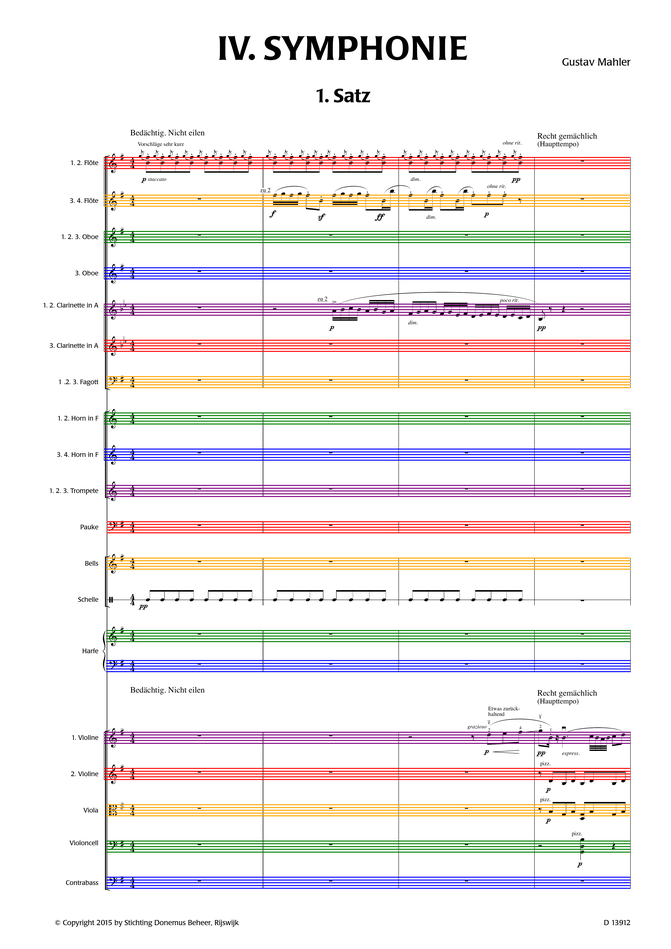 IV. SYMPHONIE
Gustav Mahler
1. Satz
Bedächtig. Nicht eilen
Recht gemächlich
(Haupttempo)
Vorschläge sehr kurz
ohne rit.
1. 2. Flöte
p staccato
dim.
pp
zu 2
ohne rit.
3. 4. Flöte
f
sf
ff
dim.
p
1. 2. 3. Oboe
3. Oboe
zu 2
poco rit.
1. 2. Clarinette in A
p
dim.
pp
3. Clarinette in A
1 .2. 3. Fagott
1. 2. Horn in F
3. 4. Horn in F
1. 2. 3. Trompete
Pauke
Bells
Schelle
pp
Harfe
Bedächtig. Nicht eilen
Recht gemächlich
(Haupttempo)
Etwas zurück-
haltend
grazioso
1. Violine
p
pp
express.
pizz.
2. Violine
p
pizz.
Viola
p
pizz.
Violoncell
p
Contrabass
© Copyright 2015 by Stichting Donemus Beheer, Rijswijk
D 13912